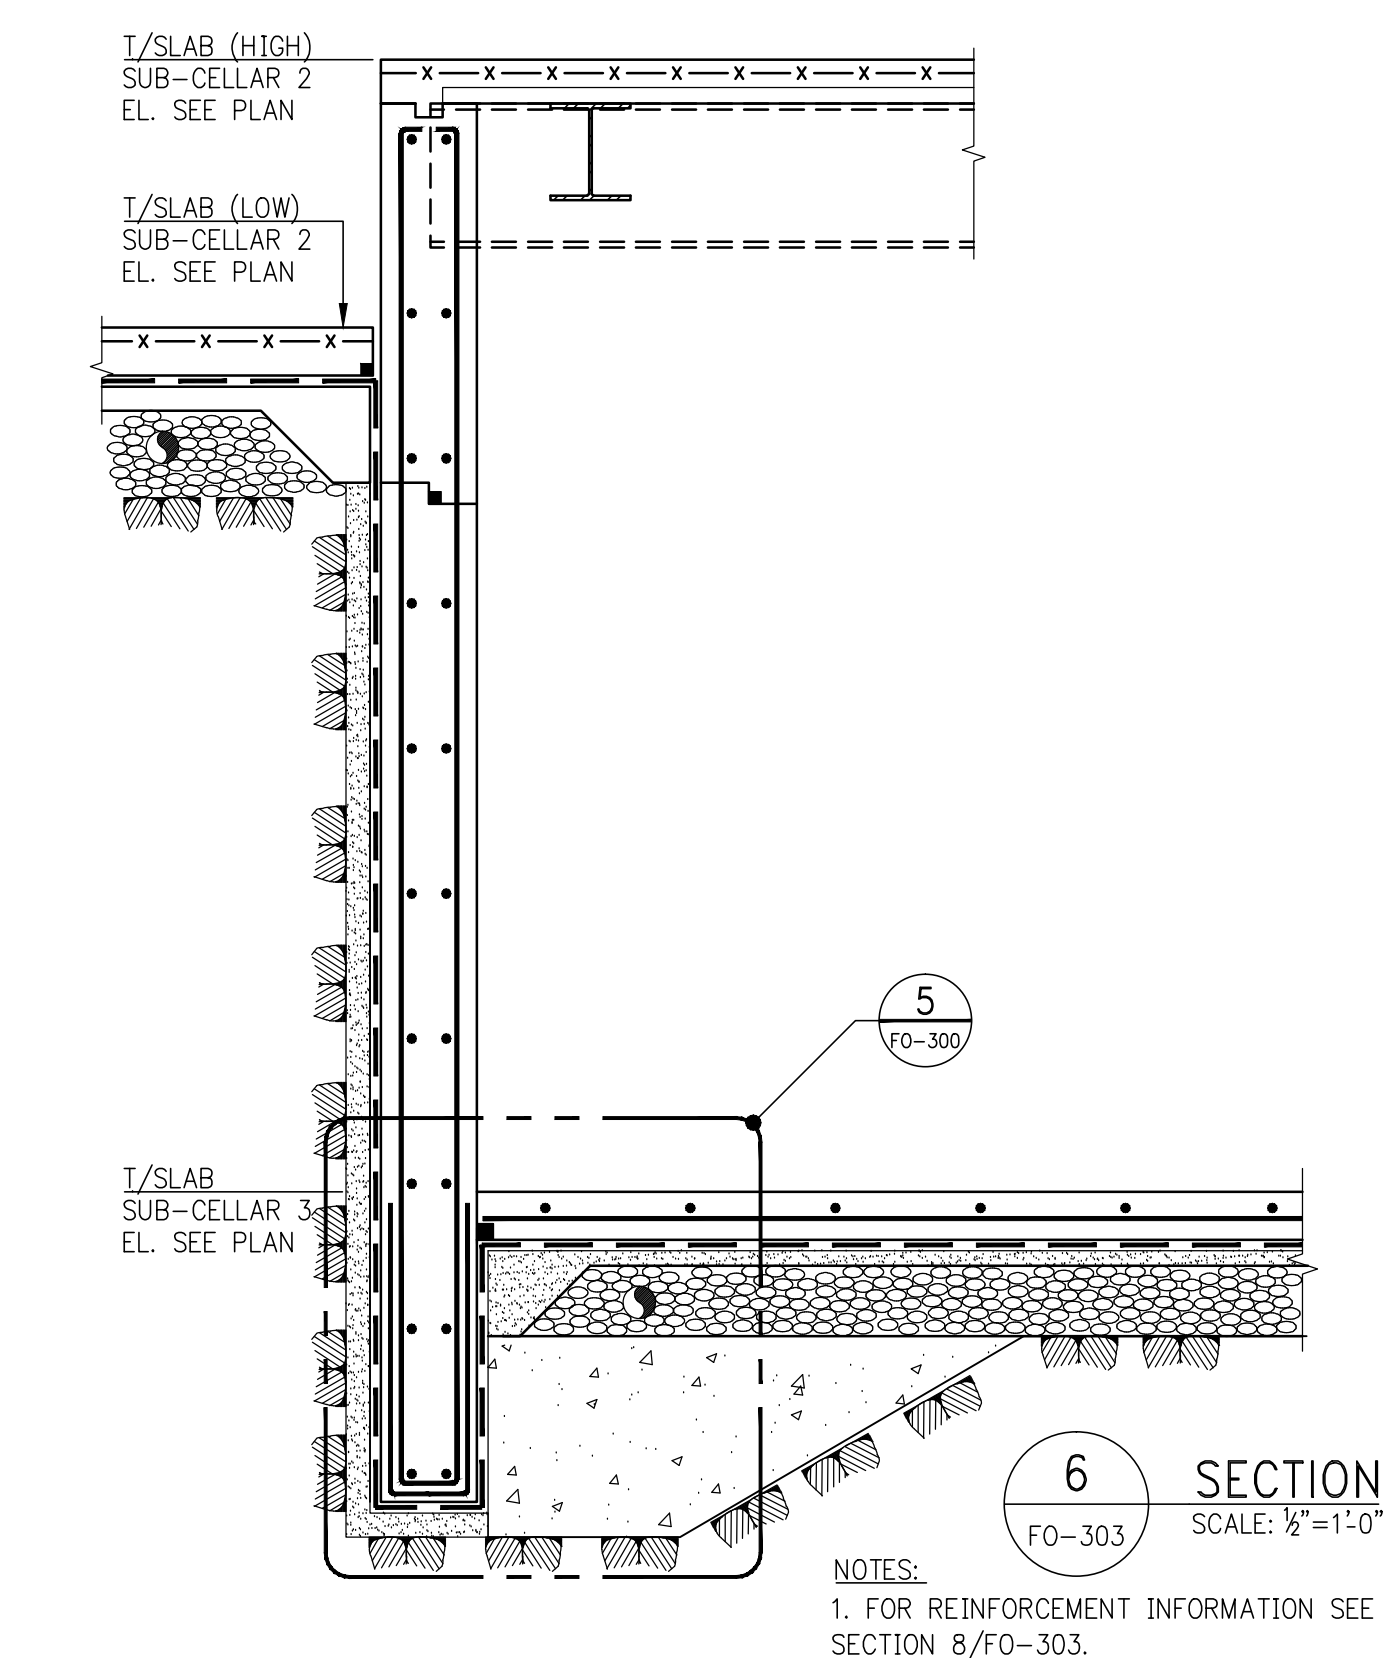 T/SLAB (HIGH)
SUB-CELLAR 2
EL. SEE PLAN
T/SLAB (LOW)
SUB-CELLAR 2
EL. SEE PLAN
5
FO-300
T/SLAB
SUB-CELLAR 3
EL. SEE PLAN
6
FO-303
SECTION
SCALE: ½"=1'-0"
NOTES:
1. FOR REINFORCEMENT INFORMATION SEE
SECTION 8/FO-303.